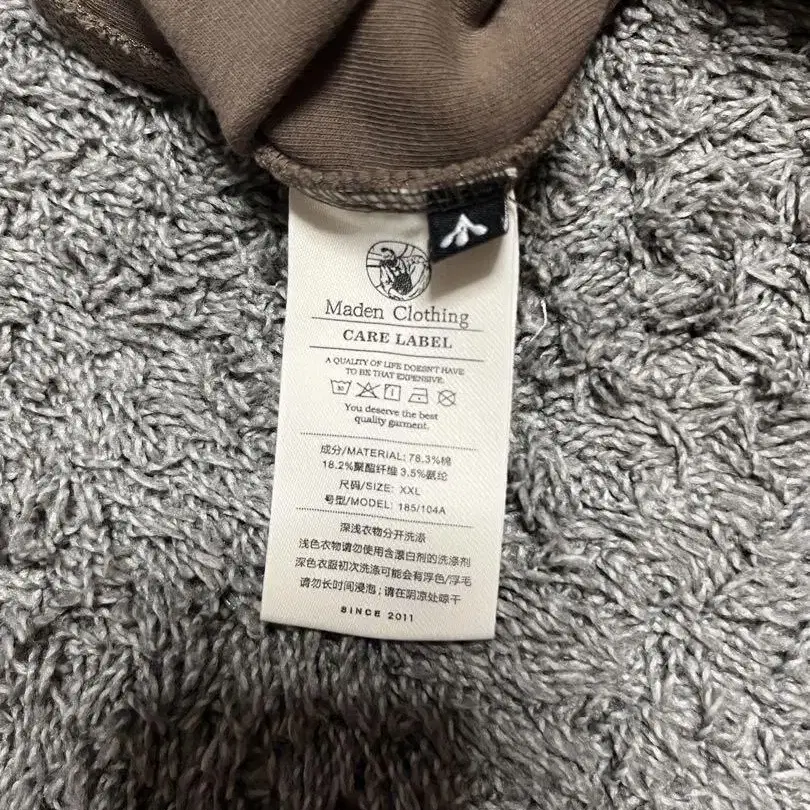 Maden Clothing
CARE LABEL
A QUALITY OF LIFE DOESN'T HAVE
TO BE THAT EXPENSIVE.
30
You deserve the best
quality garment.
成分/MATERIAL: 78.3%棉
18.2%聚酯纤维 3.5%氨纶
尺码/SIZE: XXL
号型/MODEL: 185/104A
深浅衣物分开洗涤
浅色衣物请勿使用含漂白剂的洗涤剂
深色衣服初次洗涤可能会有浮色/浮毛
请勿长时间浸泡;请在阴凉处晾干
SINCE 2011